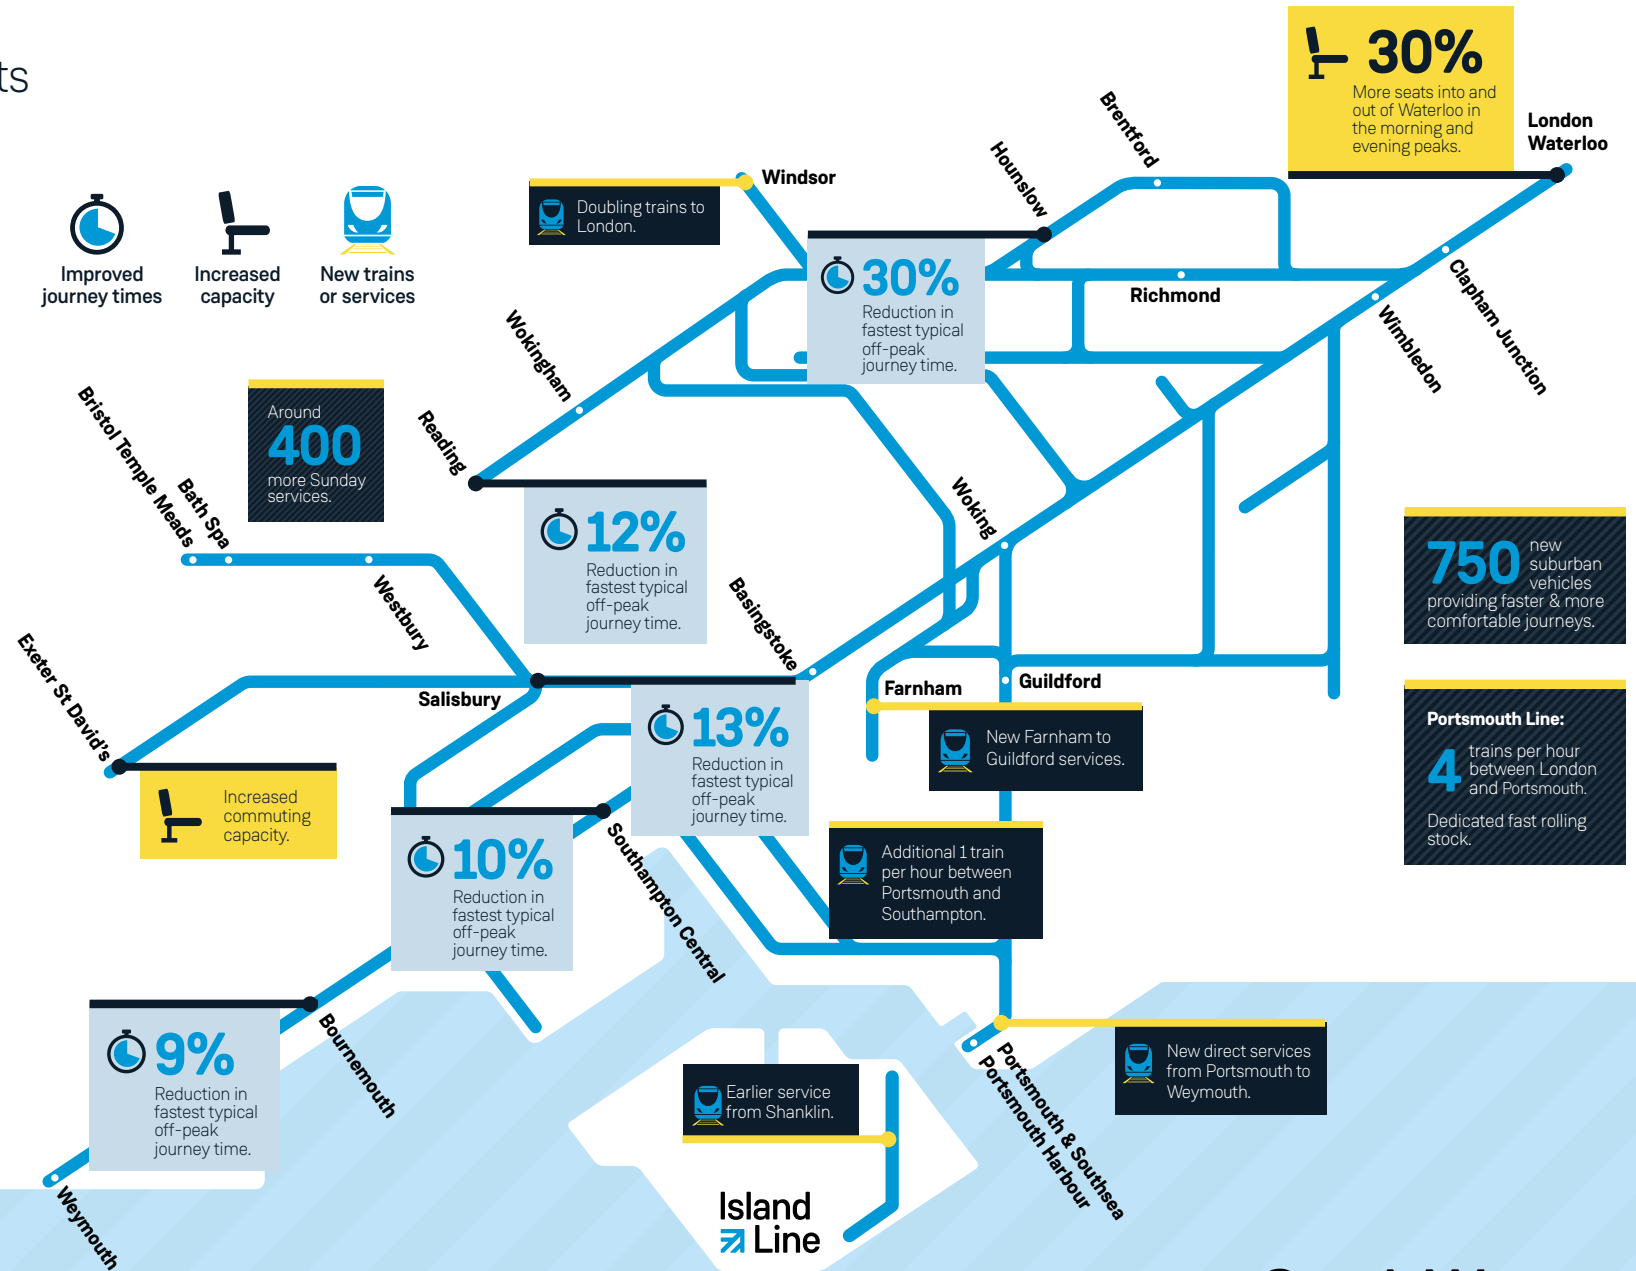 ts
30%
More seats into and
out of Waterloo in
the morning and
evening peaks.
London
Waterloo
Brentford
Hounslow
Windsor
Doubling trains to
London.
Improved
journey times
Increased
capacity
New trains
or services
30%
Reduction in
fastest typical
off-peak
journey time.
Richmond
Clapham Junction
Wimbledon
Wokingham
Reading
Around
400
more Sunday
services.
Bristol Temple Meads
Bath Spa
Westbury
12%
Reduction in
fastest typical
off-peak
journey time.
Woking
Basingstoke
750 new
suburban
vehicles
providing faster & more
comfortable journeys.
Exeter St David's
Salisbury
Farnham
Guildford
13%
Reduction in
fastest typical
off-peak
journey time.
New Farnham to
Guildford services.
Portsmouth Line:
4 trains per hour
between London
and Portsmouth.
Dedicated fast rolling
stock.
Increased
commuting
capacity.
10%
Reduction in
fastest typical
off-peak
journey time.
Southampton Central
Additional 1 train
per hour between
Portsmouth and
Southampton.
9%
Reduction in
fastest typical
off-peak
journey time.
Bournemouth
Weymouth
Earlier service
from Shanklin.
Island
Line
Portsmouth & Southsea
Portsmouth Harbour
New direct services
from Portsmouth to
Weymouth.